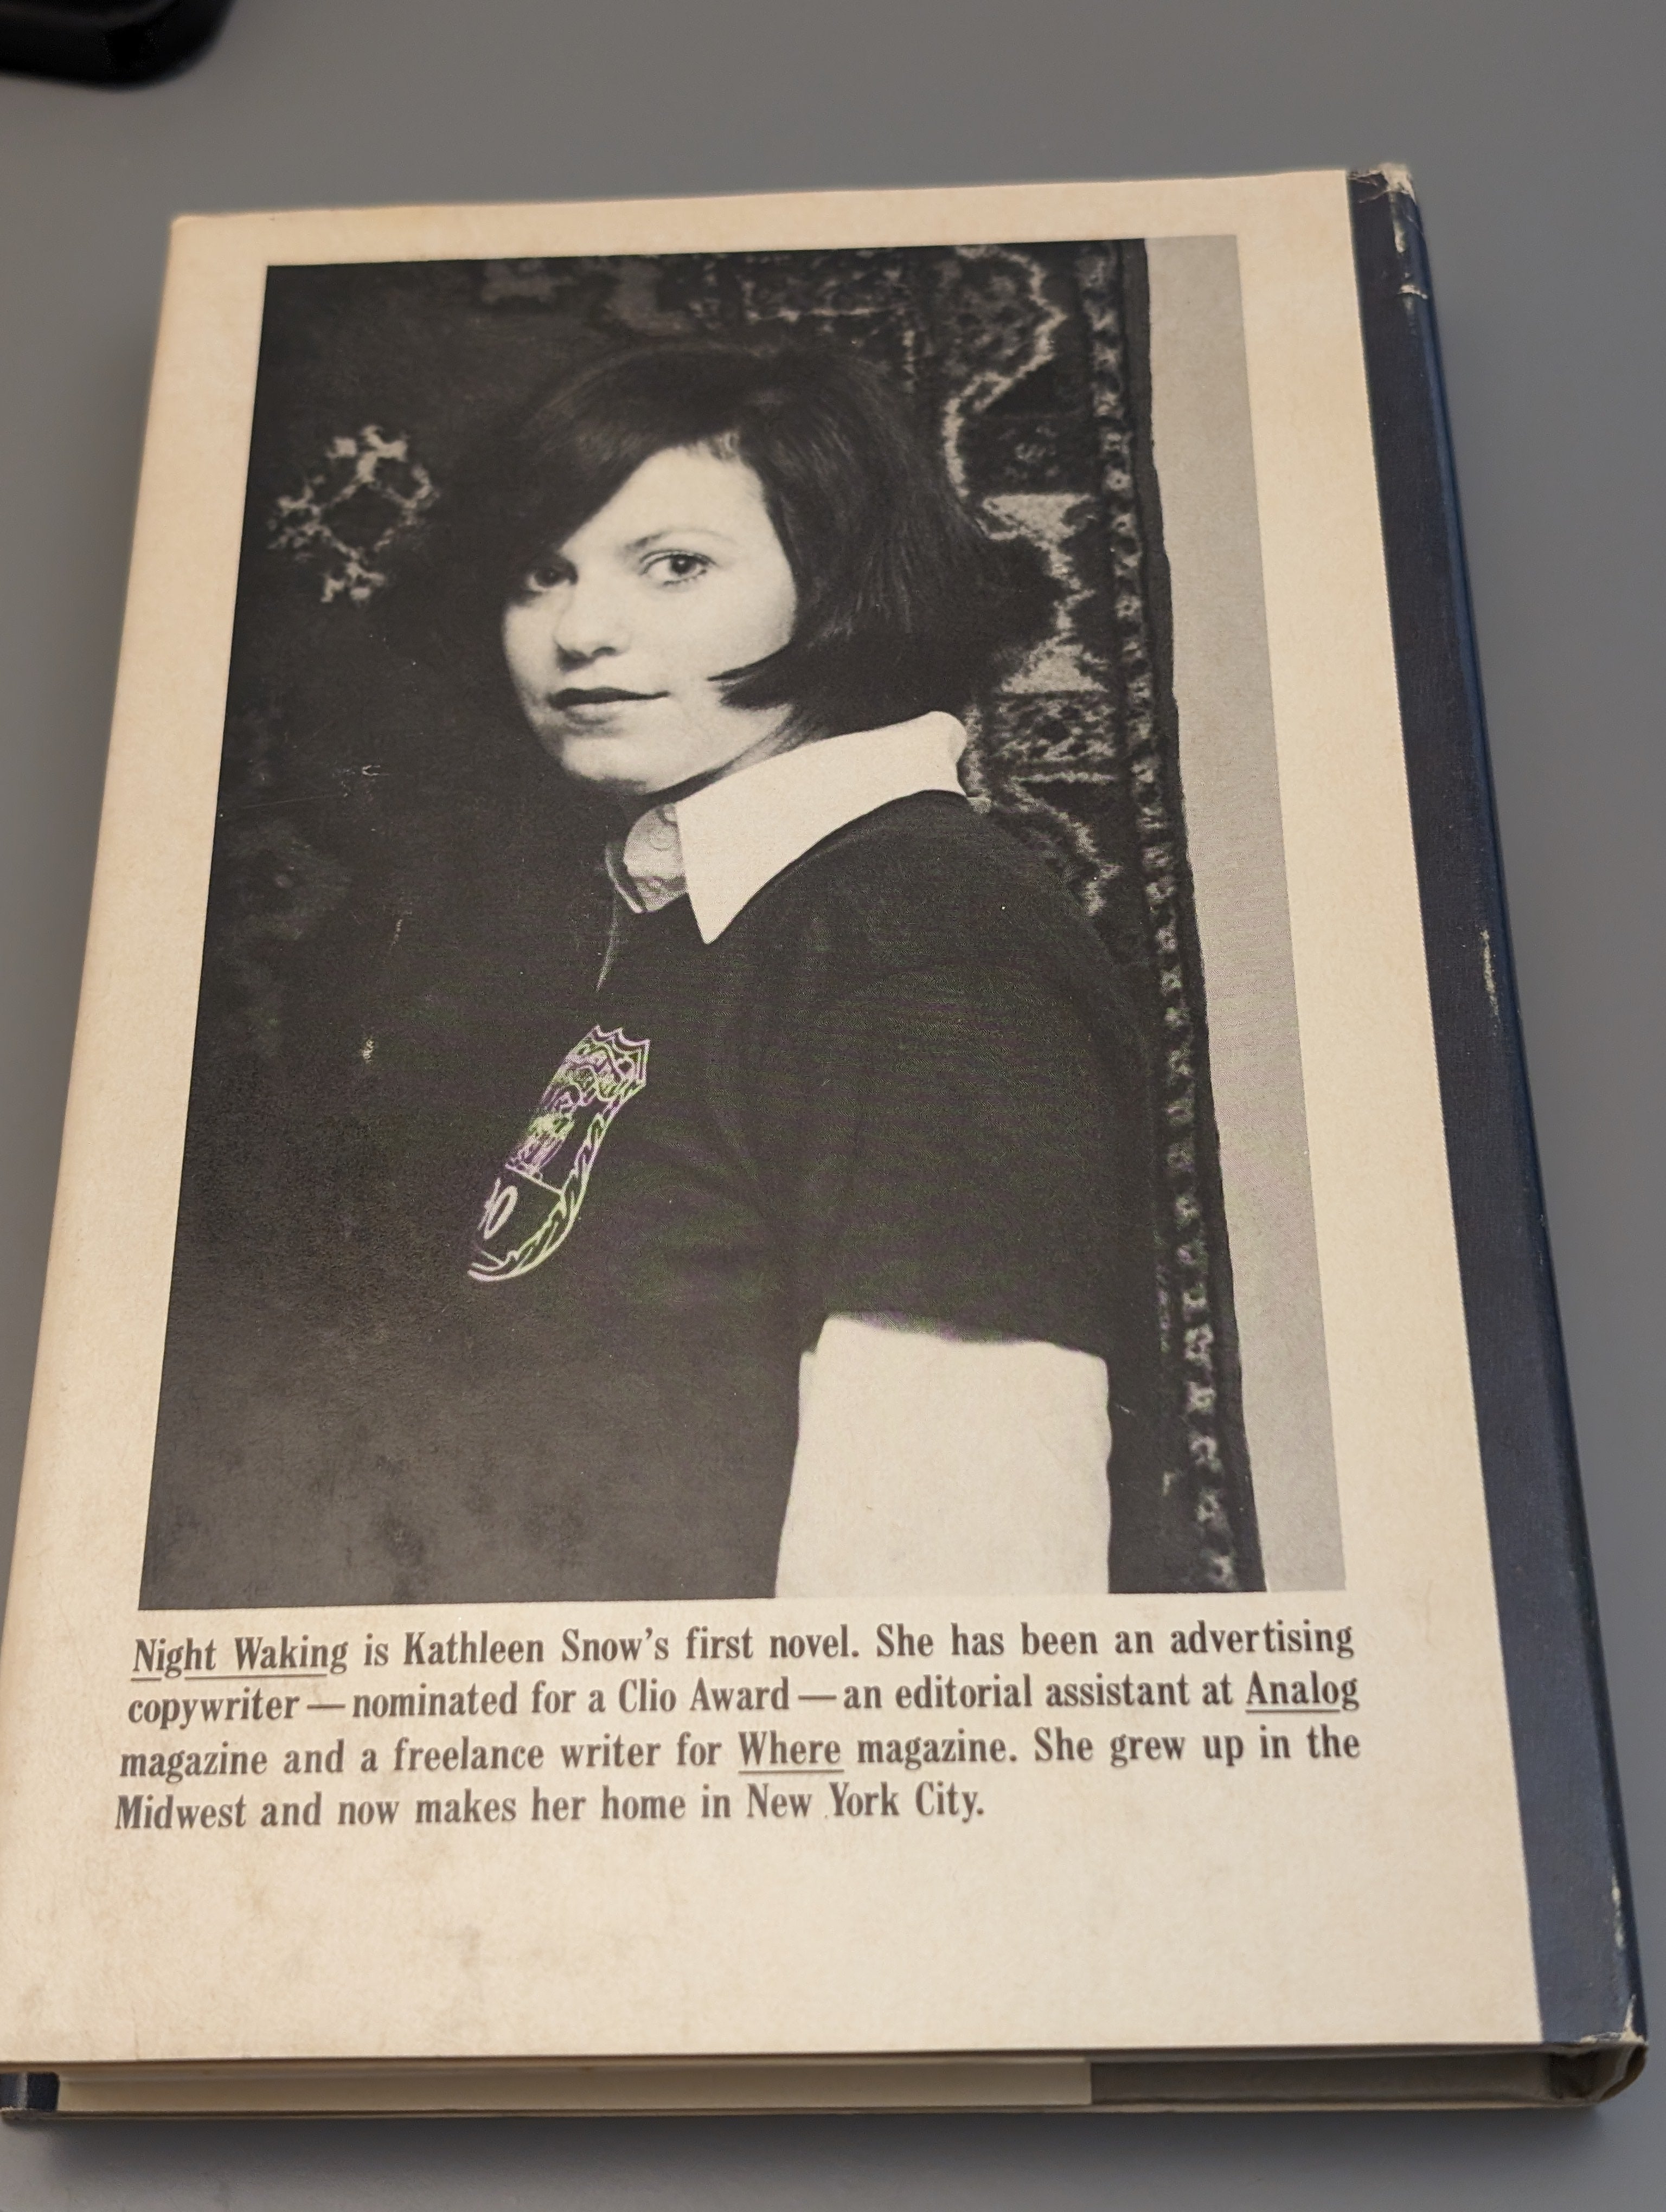 Night Waking is Kathleen Snow's first novel. She has been an advertising
copywriter — nominated for a Clio Award — an editorial assistant at Analog
magazine and a freelance writer for Where magazine. She grew up in the
Midwest and now makes her home in New York City.